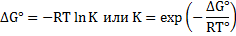 ΔG° = −RT ln K или K = exp(−ΔG°/RT°)